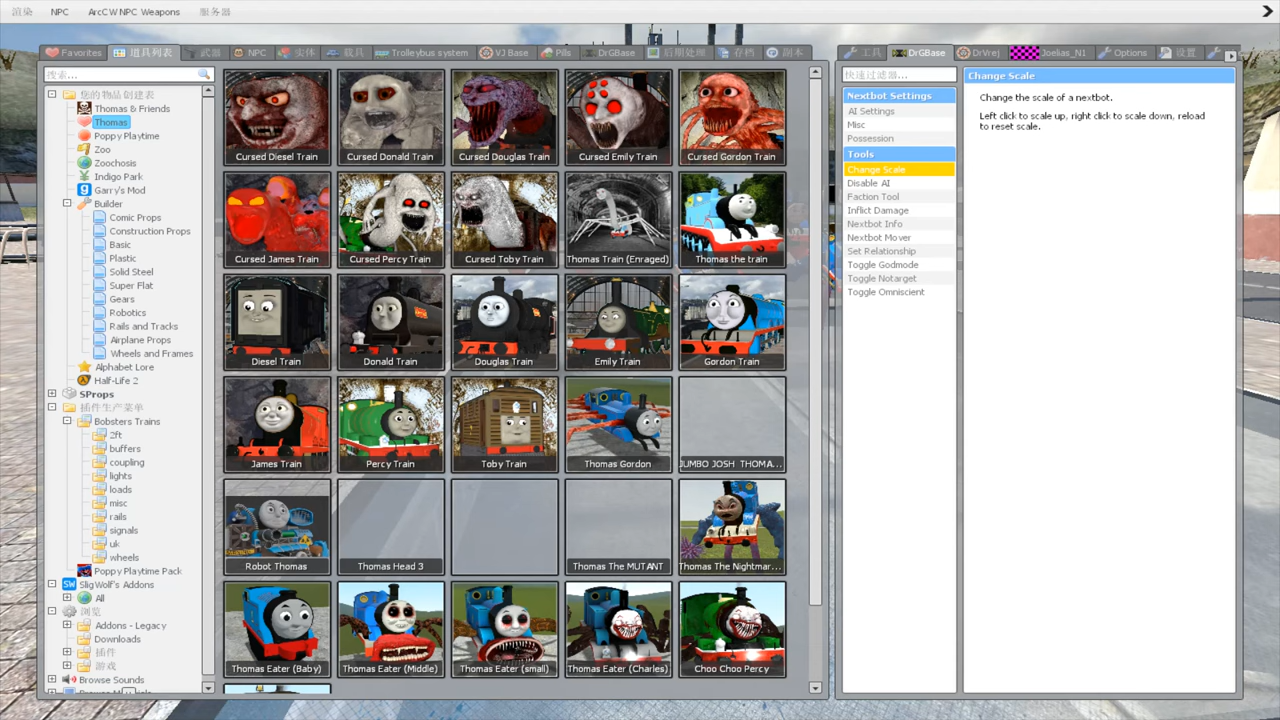 渲染 NPC ArcCW NPC Weapons 服务器
Favorites 道具列表 武器 NPC 实体 载具 Trolleybus system VJ Base Pills DrGBase 后期处理 存档 副本
工具 DrGBase DrVrej Joelias_N1 Options 设置
搜索...
您的物品创建表
Thomas & Friends
Thomas
Poppy Playtime
Zoo
Zoochosis
Indigo Park
Garry's Mod
Builder
Comic Props
Construction Props
Basic
Plastic
Solid Steel
Super Flat
Gears
Robotics
Rails and Tracks
Airplane Props
Wheels and Frames
Alphabet Lore
Half-Life 2
SProps
插件生产菜单
Bobsters Trains
2ft
buffers
coupling
lights
loads
misc
rails
signals
uk
wheels
Poppy Playtime Pack
SligWolf's Addons
All
浏览
Addons - Legacy
Downloads
插件
游戏
Browse Sounds
Cursed Diesel Train
Cursed Donald Train
Cursed Douglas Train
Cursed Emily Train
Cursed Gordon Train
Cursed James Train
Cursed Percy Train
Cursed Toby Train
Thomas Train (Enraged)
Thomas the train
Diesel Train
Donald Train
Douglas Train
Emily Train
Gordon Train
James Train
Percy Train
Toby Train
Thomas Gordon
JUMBO JOSH THOMA...
Robot Thomas
Thomas Head 3
Thomas The MUTANT
Thomas The Nightmar...
Thomas Eater (Baby)
Thomas Eater (Middle)
Thomas Eater (small)
Thomas Eater (Charles)
Choo Choo Percy
快速过滤器...
Nextbot Settings
AI Settings
Misc
Possession
Tools
Change Scale
Disable AI
Faction Tool
Inflict Damage
Nextbot Info
Nextbot Mover
Set Relationship
Toggle Godmode
Toggle Notarget
Toggle Omniscient
Change Scale
Change the scale of a nextbot.
Left click to scale up, right click to scale down, reload
to reset scale.